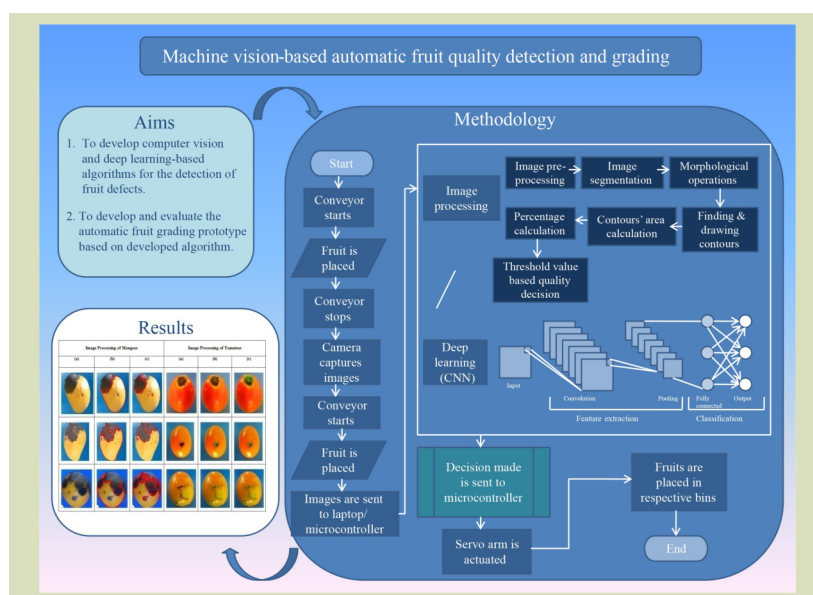 Machine vision-based automatic fruit quality detection and grading
Aims
1. To develop computer vision
and deep learning-based
algorithms for the detection of
fruit defects.
2. To develop and evaluate the
automatic fruit grading prototype
based on developed algorithm.
Results
Image Processing of Mangoes
Image Processing of Tomatoes
(a) (b) (c) (a) (b) (c)
Methodology
Start
Conveyor
starts
Fruit is
placed
Conveyor
stops
Camera
captures
images
Conveyor
starts
Fruit is
placed
Images are sent
to laptop/
microcontroller
Image
processing
Image pre-
processing
Image
segmentation
Morphological
operations
Finding &
drawing
contours
Contours' area
calculation
Percentage
calculation
Threshold value
based quality
decision
/
Deep
learning
(CNN)
Input
Convolution
Pooling
Fully
connected
Output
Feature extraction
Classification
Decision made
is sent to
microcontroller
Servo arm is
actuated
Fruits are
placed in
respective bins
End